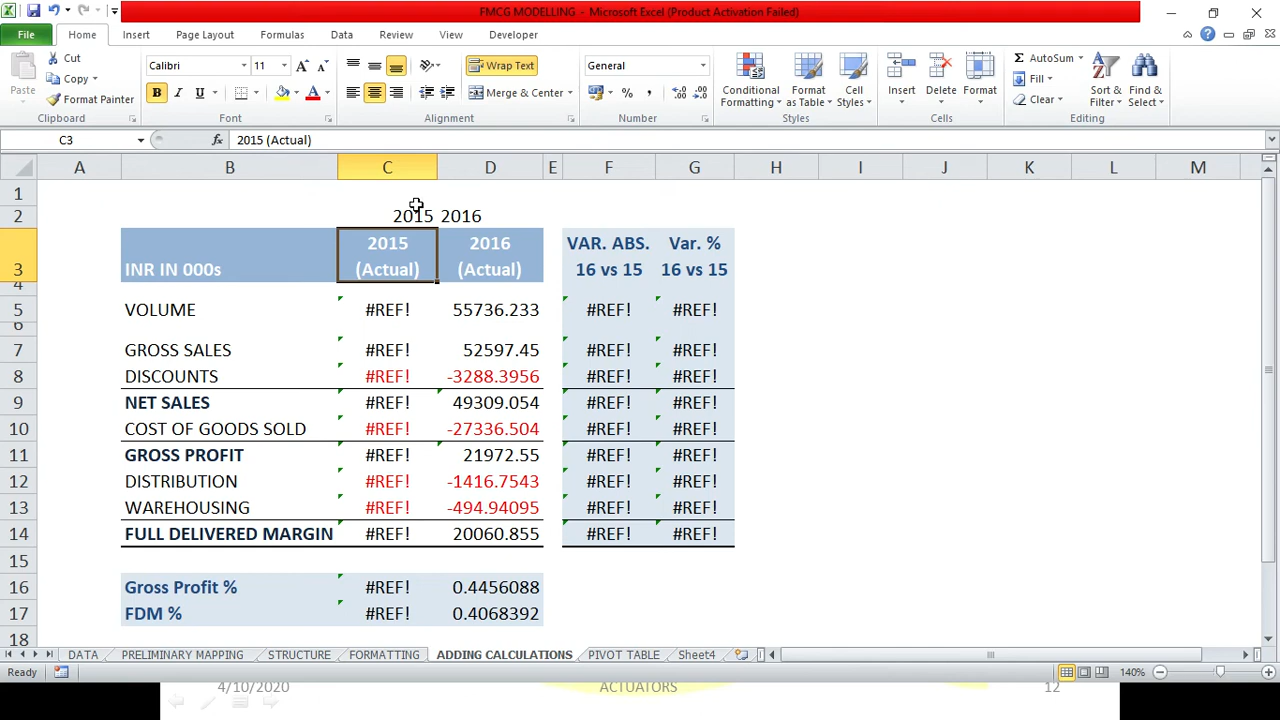 FMCG MODELLING - Microsoft Excel (Product Activation Failed)
File Home Insert Page Layout Formulas Data Review View Developer
Cut
Copy
Format Painter
Paste
Clipboard
Calibri 11
B I U
Font
Wrap Text
Merge & Center
Alignment
General
% ,
Number
Conditional Formatting
Format as Table
Cell Styles
Styles
Insert Delete Format
Cells
AutoSum
Fill
Clear
Sort & Filter
Find & Select
Editing
C3 fx 2015 (Actual)
A B C D E F G H I J K L M
1
2 2015 2016
3 INR IN 000s 2015 (Actual) 2016 (Actual) VAR. ABS. 16 vs 15 Var. % 16 vs 15
4
5 VOLUME #REF! 55736.233 #REF! #REF!
6
7 GROSS SALES #REF! 52597.45 #REF! #REF!
8 DISCOUNTS #REF! -3288.3956 #REF! #REF!
9 NET SALES #REF! 49309.054 #REF! #REF!
10 COST OF GOODS SOLD #REF! -27336.504 #REF! #REF!
11 GROSS PROFIT #REF! 21972.55 #REF! #REF!
12 DISTRIBUTION #REF! -1416.7543 #REF! #REF!
13 WAREHOUSING #REF! -494.94095 #REF! #REF!
14 FULL DELIVERED MARGIN #REF! 20060.855 #REF! #REF!
15
16 Gross Profit % #REF! 0.4456088
17 FDM % #REF! 0.4068392
18
DATA PRELIMINARY MAPPING STRUCTURE FORMATTING ADDING CALCULATIONS PIVOT TABLE Sheet4
Ready 140%
4/10/2020 ACTUATORS 12